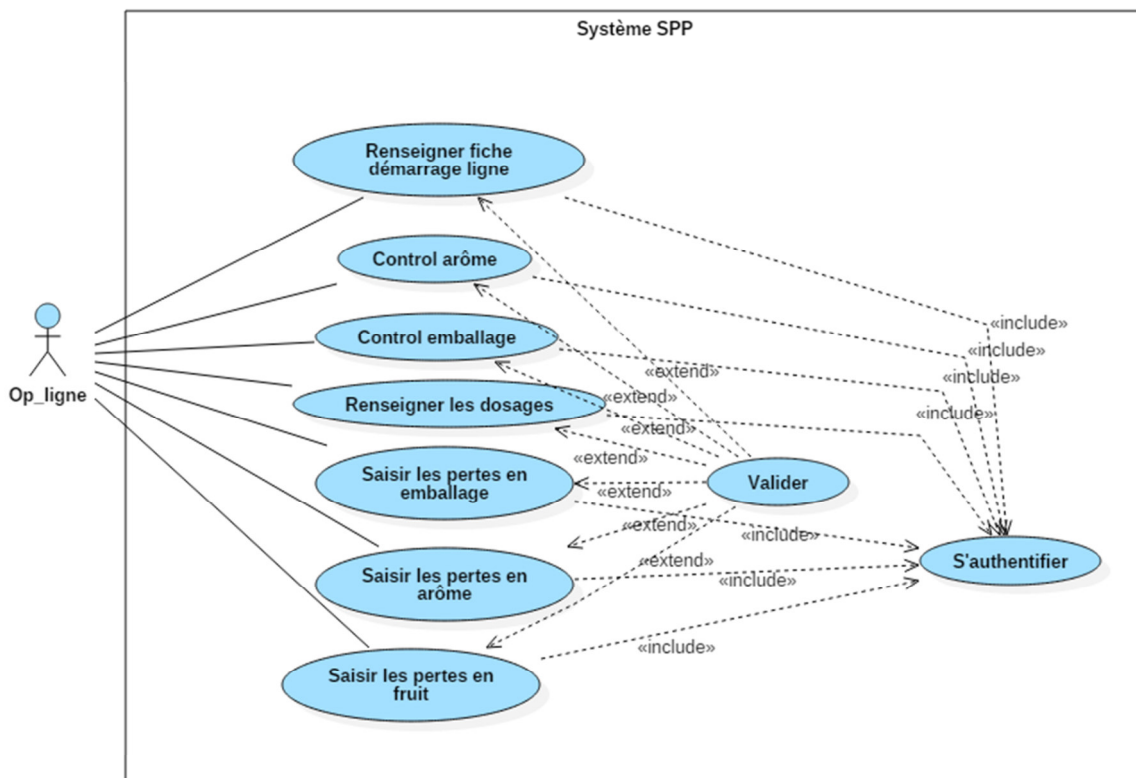 Système SPP
Renseigner fiche
démarrage ligne
Control arôme
Control emballage
Renseigner les dosages
Saisir les pertes en
emballage
Saisir les pertes en
arôme
Saisir les pertes en
fruit
Op_ligne
Valider
S'authentifier
«include»
«include»
«include»
«include»
«include»
«include»
«include»
«extend»
«extend»
«extend»
«extend»
«extend»
«extend»
«extend»